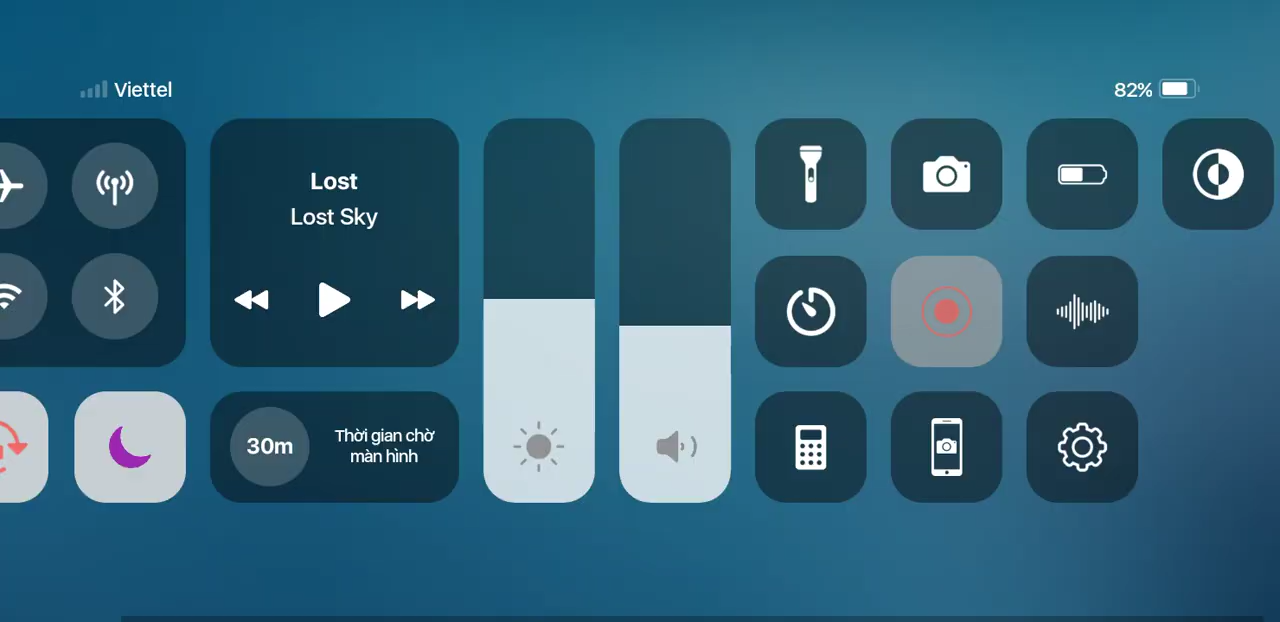 Viettel
82%
Lost
Lost Sky
30m
Thời gian chờ
màn hình